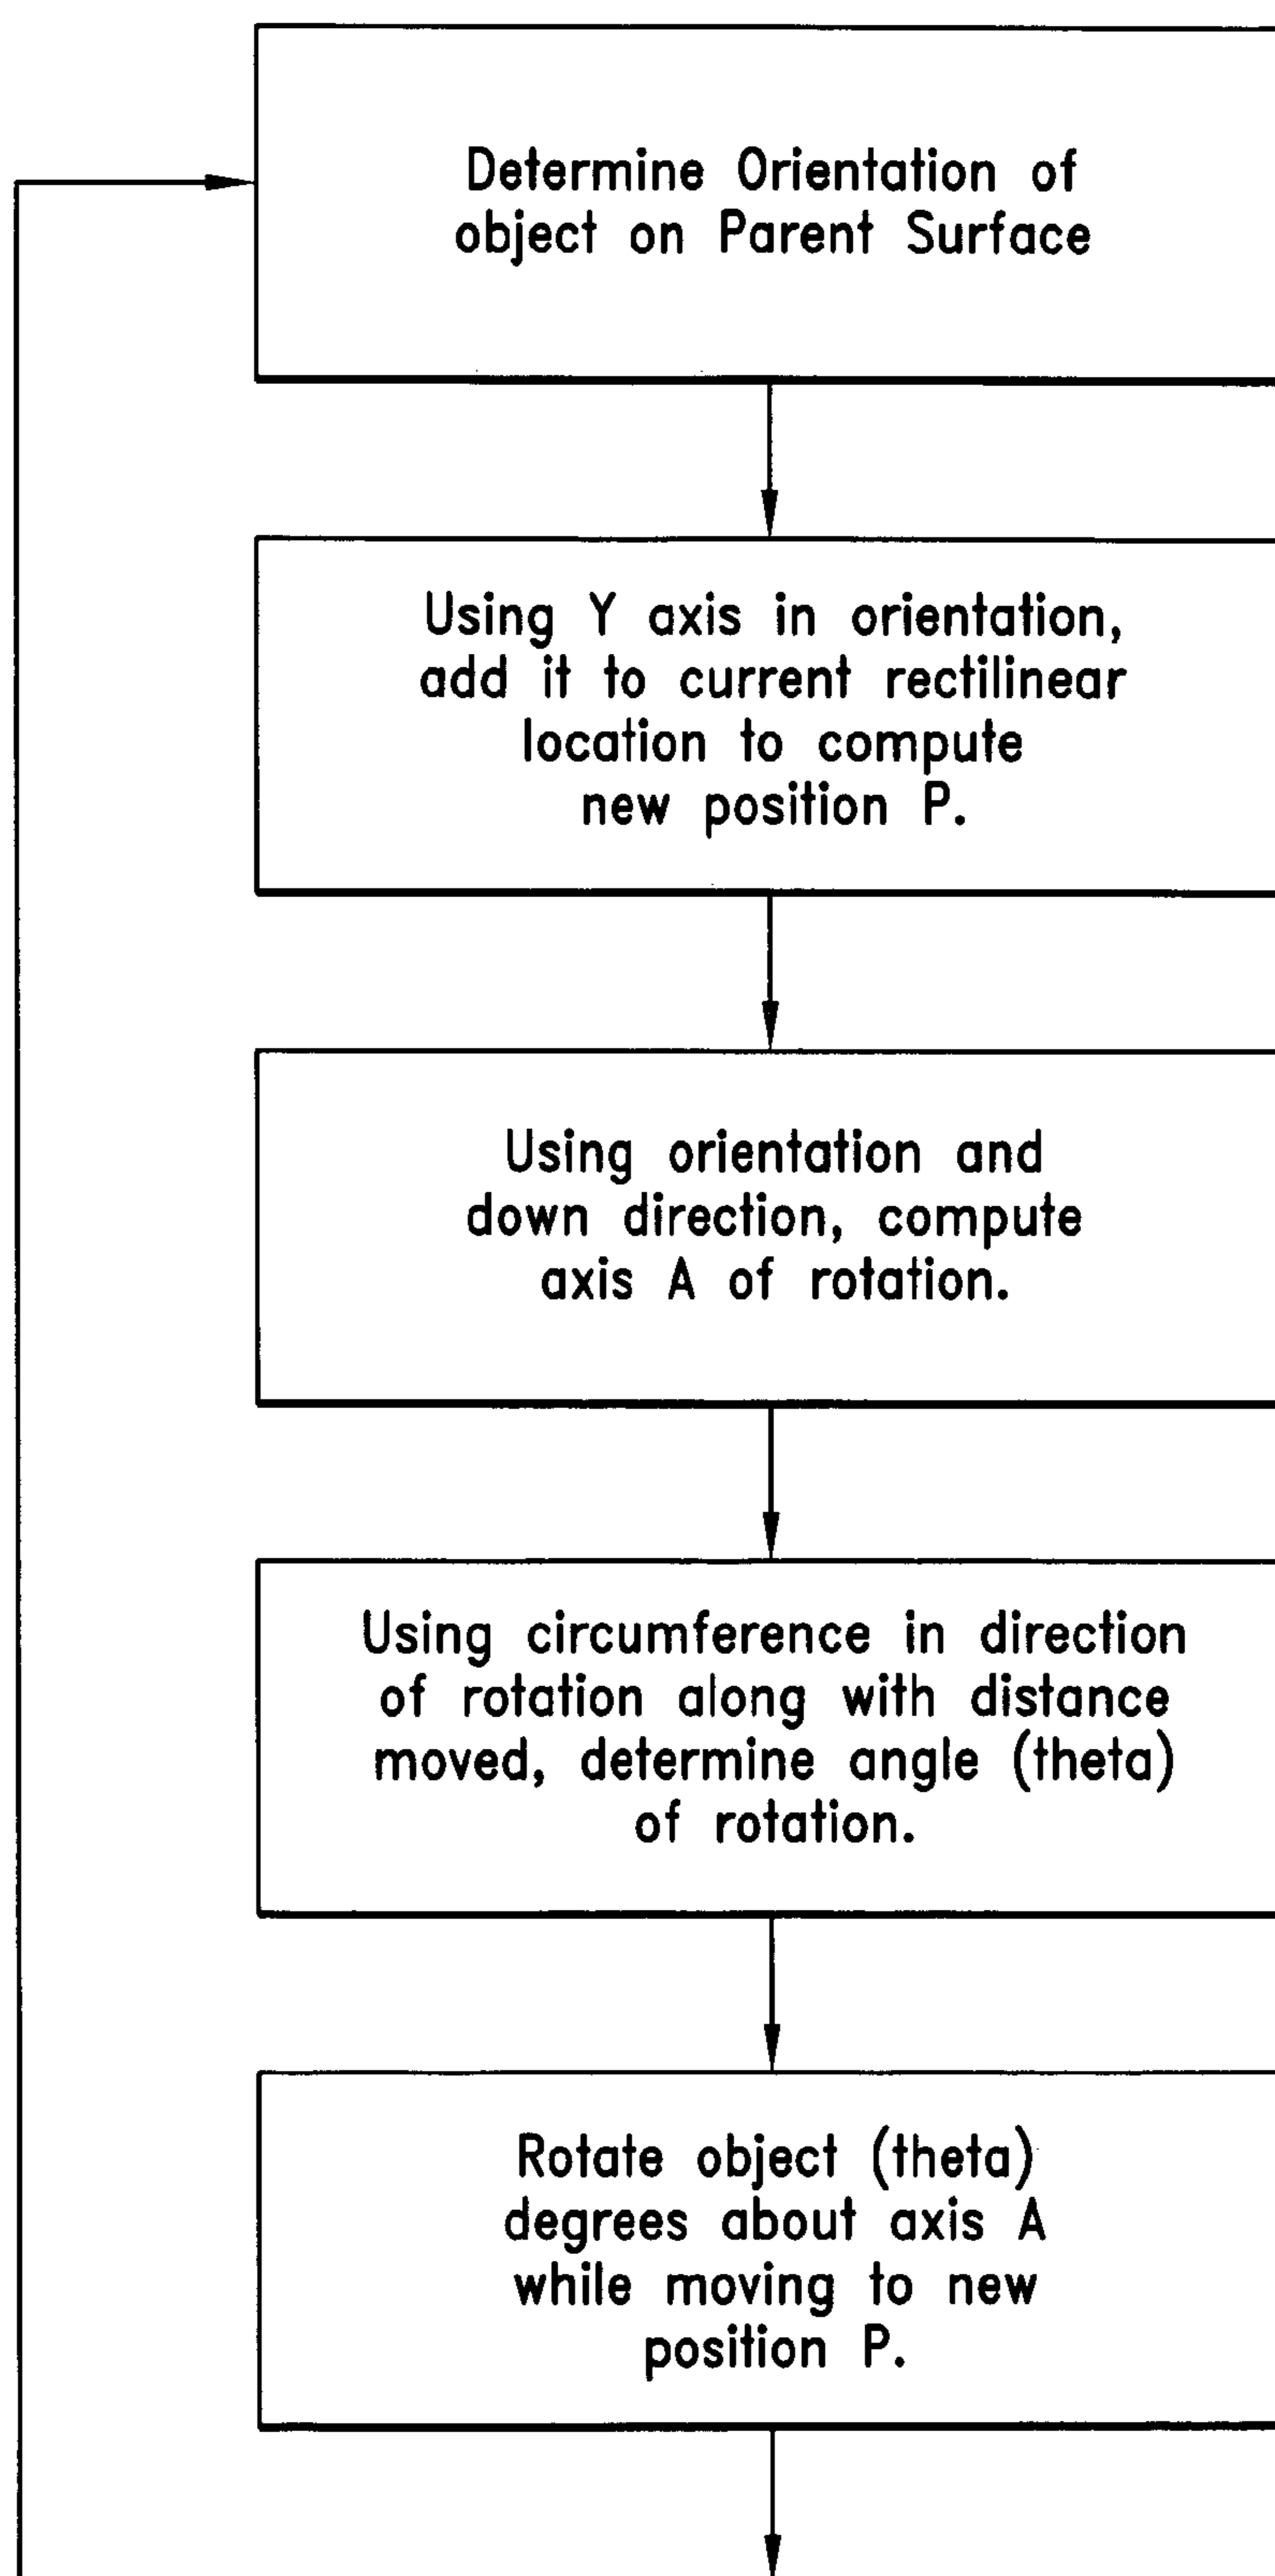 Determine Orientation of
object on Parent Surface
Using Y axis in orientation,
add it to current rectilinear
location to compute
new position P.
Using orientation and
down direction, compute
axis A of rotation.
Using circumference in direction
of rotation along with distance
moved, determine angle (theta)
of rotation.
Rotate object (theta)
degrees about axis A
while moving to new
position P.